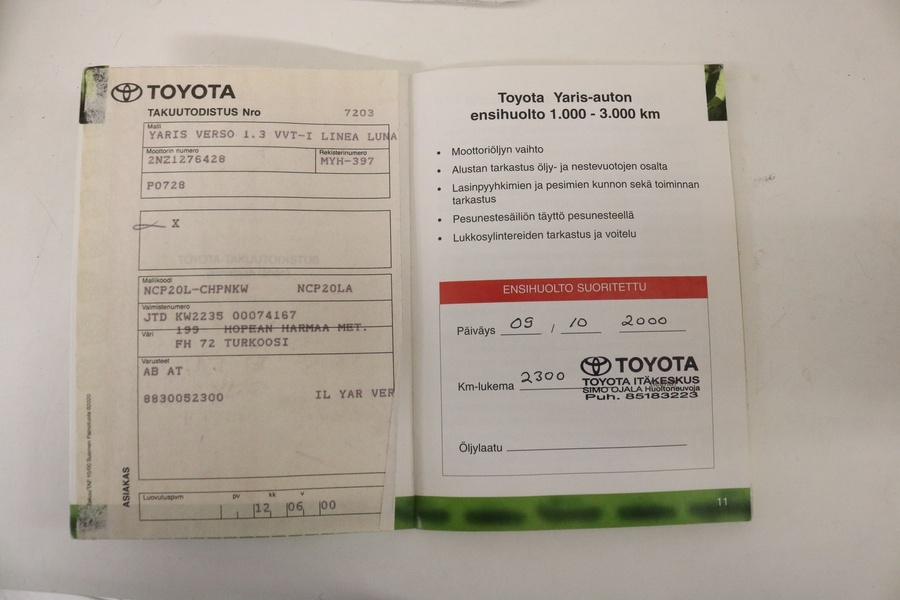 TOYOTA
TAKUUTODISTUS Nro 7203
Malli
YARIS VERSO 1.3 VVT-I LINEA LUNA
Moottorin numero Rekisterinumero
2NZ1276428 MYH-397
P0728
X
Mallikoodi
NCP20L-CHPNKW NCP20LA
Valmistenumero
JTD KW2235 00074167
199 HOPEAN HARMAA MET.
Väri FH 72 TURKOOSI
Varusteet
AB AT
8830052300 IL YAR VER
ASIAKAS
Luovutuspvm pv kk v
12 06 00
Toyota Yaris-auton
ensihuolto 1.000 - 3.000 km
• Moottoriöljyn vaihto
• Alustan tarkastus öljy- ja nestevuotojen osalta
• Lasinpyyhkimien ja pesimien kunnon sekä toiminnan
tarkastus
• Pesunestesäiliön täyttö pesunesteellä
• Lukkosylintereiden tarkastus ja voitelu
ENSIHUOLTO SUORITETTU
Päiväys 09 / 10 2000
Km-lukema 2300
TOYOTA
TOYOTA ITÄKESKUS
SIMO OJALA Huoltoneuvoja
Puh. 85183223
Öljylaatu
11